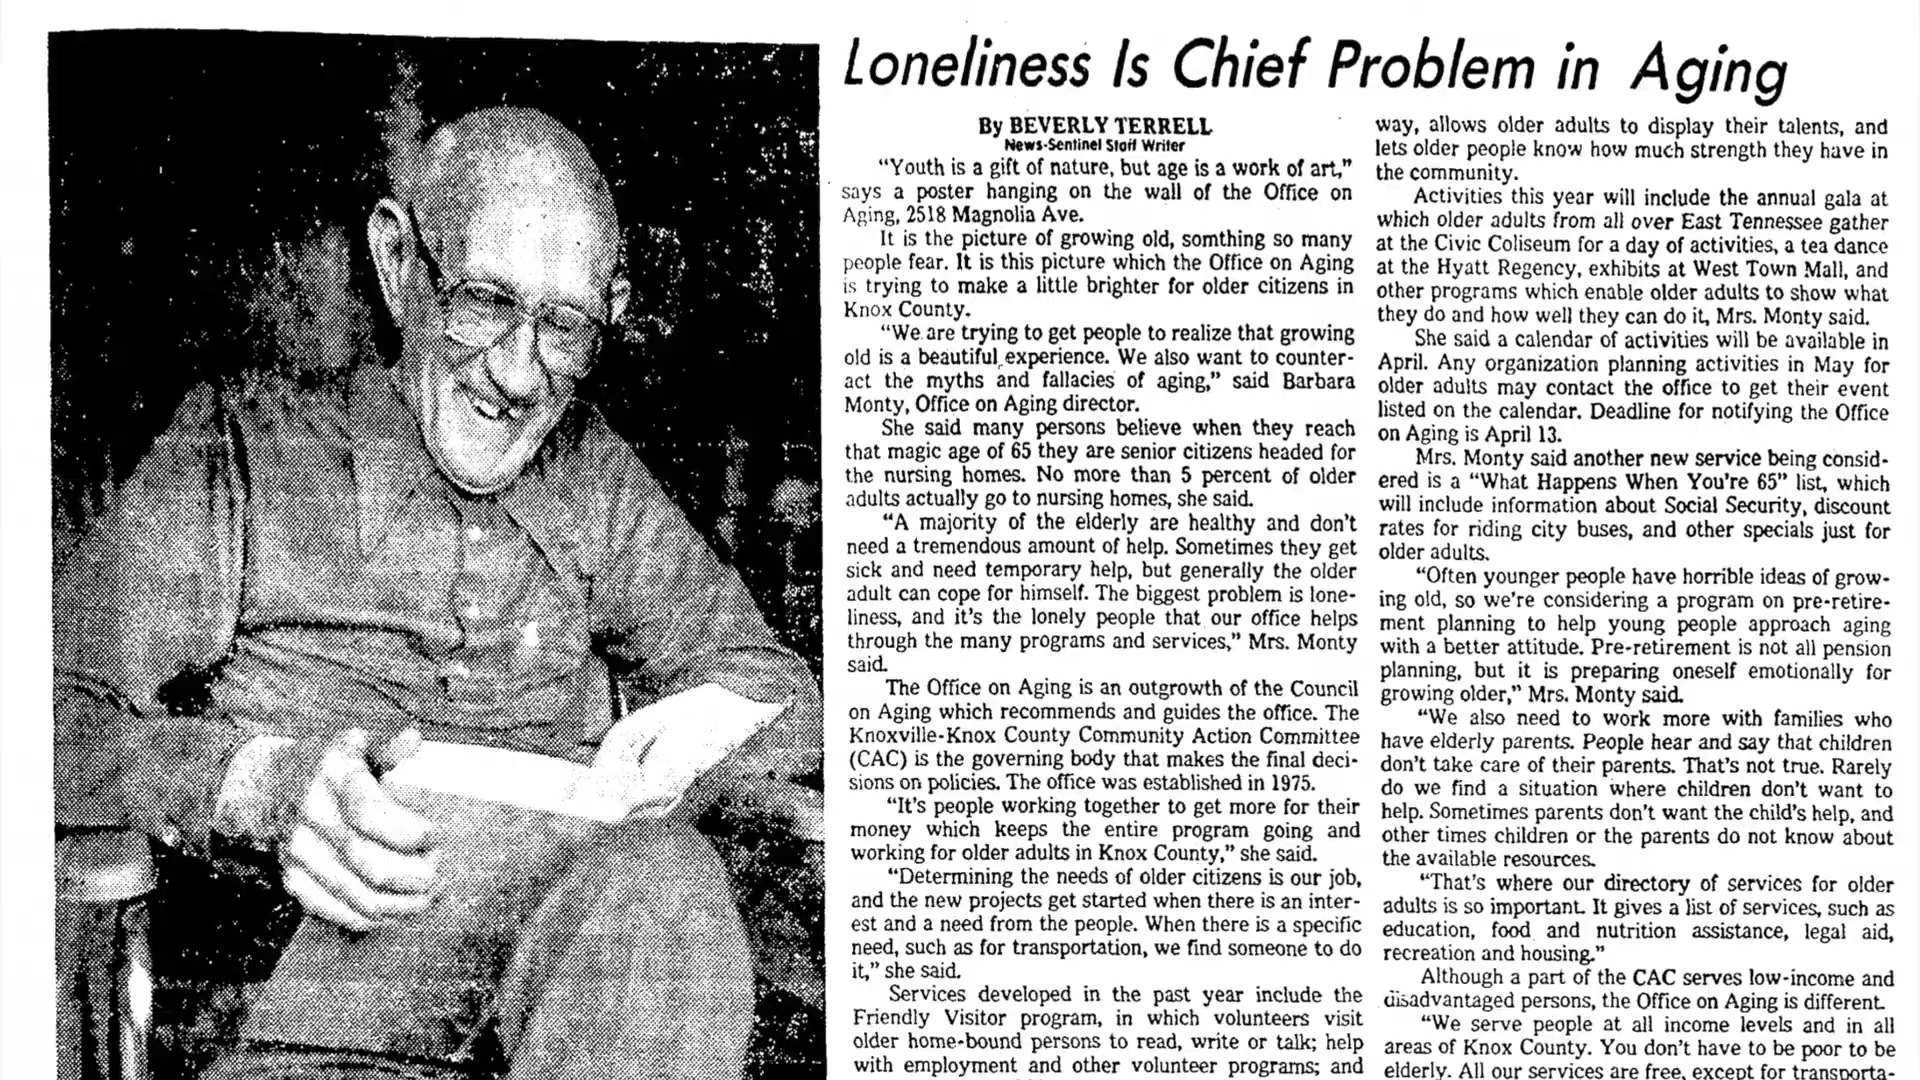 Loneliness Is Chief Problem in Aging
By BEVERLY TERRELL
News-Sentinel Staff Writer
"Youth is a gift of nature, but age is a work of art,"
says a poster hanging on the wall of the Office on
Aging, 2518 Magnolia Ave.
It is the picture of growing old, somthing so many
people fear. It is this picture which the Office on Aging
is trying to make a little brighter for older citizens in
Knox County.
"We are trying to get people to realize that growing
old is a beautiful experience. We also want to counter-
act the myths and fallacies of aging," said Barbara
Monty, Office on Aging director.
She said many persons believe when they reach
that magic age of 65 they are senior citizens headed for
the nursing homes. No more than 5 percent of older
adults actually go to nursing homes, she said.
"A majority of the elderly are healthy and don't
need a tremendous amount of help. Sometimes they get
sick and need temporary help, but generally the older
adult can cope for himself. The biggest problem is lone-
liness, and it's the lonely people that our office helps
through the many programs and services," Mrs. Monty
said.
The Office on Aging is an outgrowth of the Council
on Aging which recommends and guides the office. The
Knoxville-Knox County Community Action Committee
(CAC) is the governing body that makes the final deci-
sions on policies. The office was established in 1975.
"It's people working together to get more for their
money which keeps the entire program going and
working for older adults in Knox County," she said.
"Determining the needs of older citizens is our job,
and the new projects get started when there is an inter-
est and a need from the people. When there is a specific
need, such as for transportation, we find someone to do
it," she said.
Services developed in the past year include the
Friendly Visitor program, in which volunteers visit
older home-bound persons to read, write or talk; help
with employment and other volunteer programs; and
way, allows older adults to display their talents, and
lets older people know how much strength they have in
the community.
Activities this year will include the annual gala at
which older adults from all over East Tennessee gather
at the Civic Coliseum for a day of activities, a tea dance
at the Hyatt Regency, exhibits at West Town Mall, and
other programs which enable older adults to show what
they do and how well they can do it, Mrs. Monty said.
She said a calendar of activities will be available in
April. Any organization planning activities in May for
older adults may contact the office to get their event
listed on the calendar. Deadline for notifying the Office
on Aging is April 13.
Mrs. Monty said another new service being consid-
ered is a "What Happens When You're 65" list, which
will include information about Social Security, discount
rates for riding city buses, and other specials just for
older adults.
"Often younger people have horrible ideas of grow-
ing old, so we're considering a program on pre-retire-
ment planning to help young people approach aging
with a better attitude. Pre-retirement is not all pension
planning, but it is preparing oneself emotionally for
growing older," Mrs. Monty said.
"We also need to work more with families who
have elderly parents. People hear and say that children
don't take care of their parents. That's not true. Rarely
do we find a situation where children don't want to
help. Sometimes parents don't want the child's help, and
other times children or the parents do not know about
the available resources.
"That's where our directory of services for older
adults is so important. It gives a list of services, such as
education, food and nutrition assistance, legal aid,
recreation and housing."
Although a part of the CAC serves low-income and
disadvantaged persons, the Office on Aging is different.
"We serve people at all income levels and in all
areas of Knox County. You don't have to be poor to be
elderly. All our services are free, except for transporta-